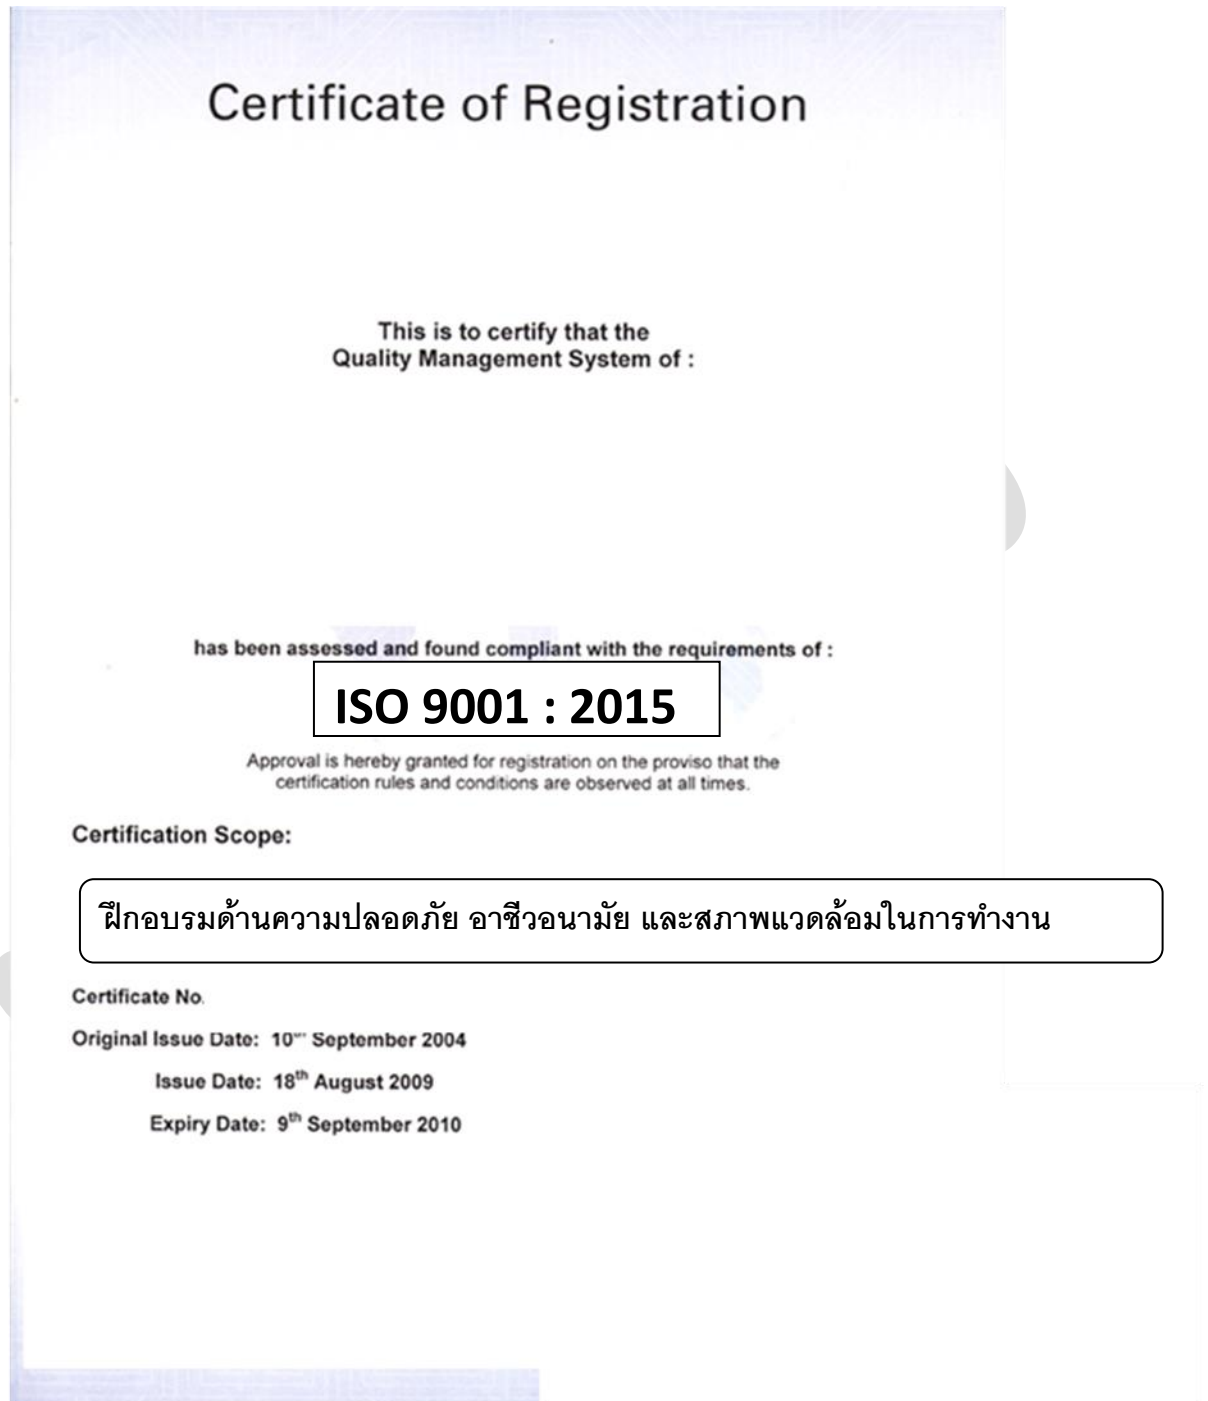 Certificate of Registration
This is to certify that the
Quality Management System of :
has been assessed and found compliant with the requirements of :
ISO 9001 : 2015
Approval is hereby granted for registration on the proviso that the
certification rules and conditions are observed at all times.
Certification Scope:
ฝึกอบรมด้านความปลอดภัย อาชีวอนามัย และสภาพแวดล้อมในการทำงาน
Certificate No.
Original Issue Date: 10th September 2004
Issue Date: 18th August 2009
Expiry Date: 9th September 2010